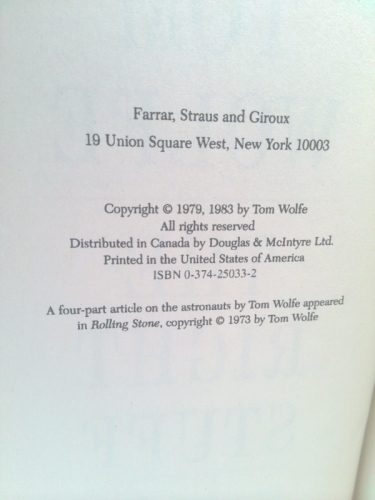 Farrar, Straus and Giroux
19 Union Square West, New York 10003
Copyright © 1979, 1983 by Tom Wolfe
All rights reserved
Distributed in Canada by Douglas & McIntyre Ltd.
Printed in the United States of America
ISBN 0-374-25033-2
A four-part article on the astronauts by Tom Wolfe appeared
in Rolling Stone, copyright © 1973 by Tom Wolfe